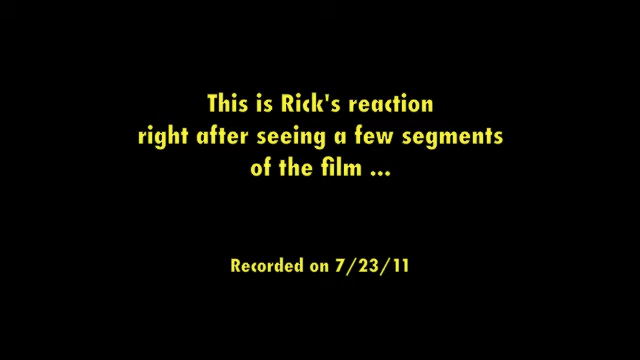 This is Rick's reaction
right after seeing a few segments
of the film ...
Recorded on 7/23/11